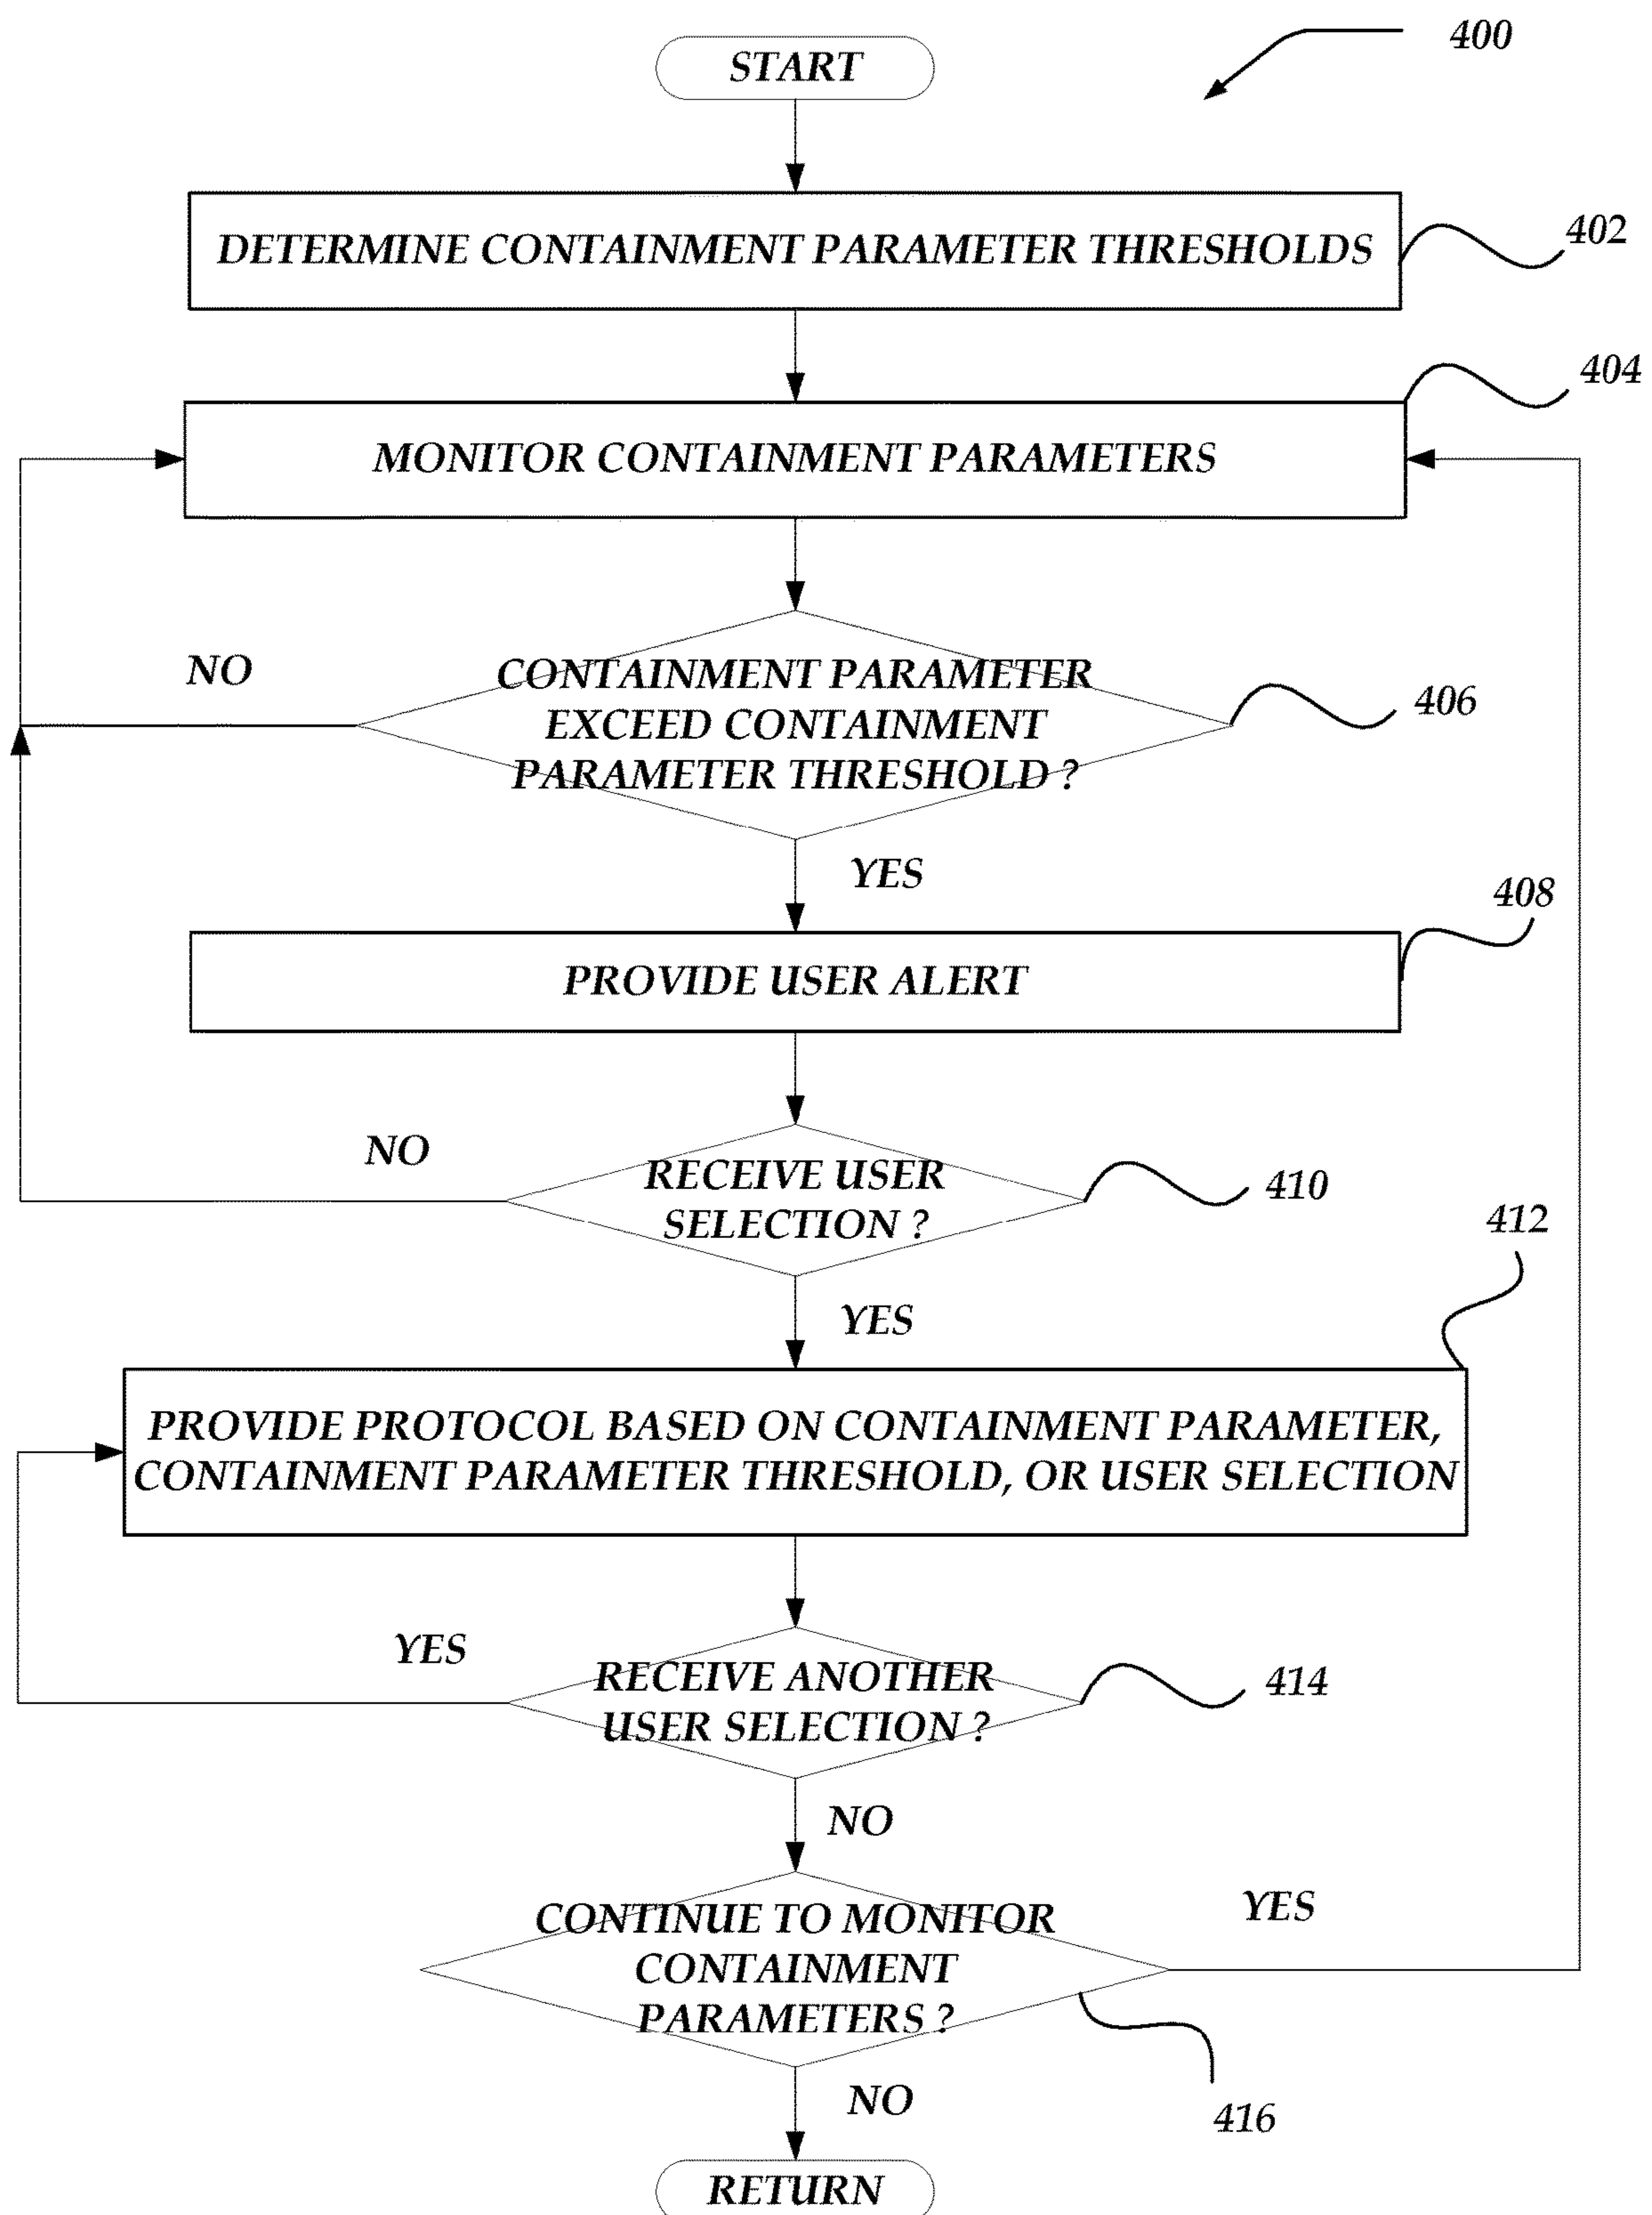 400
START
DETERMINE CONTAINMENT PARAMETER THRESHOLDS
402
404
MONITOR CONTAINMENT PARAMETERS
NO
CONTAINMENT PARAMETER
EXCEED CONTAINMENT
PARAMETER THRESHOLD ?
406
YES
408
PROVIDE USER ALERT
NO
RECEIVE USER
SELECTION ?
410
412
YES
PROVIDE PROTOCOL BASED ON CONTAINMENT PARAMETER,
CONTAINMENT PARAMETER THRESHOLD, OR USER SELECTION
YES
RECEIVE ANOTHER
USER SELECTION ?
414
NO
CONTINUE TO MONITOR
CONTAINMENT
PARAMETERS ?
YES
NO
416
RETURN